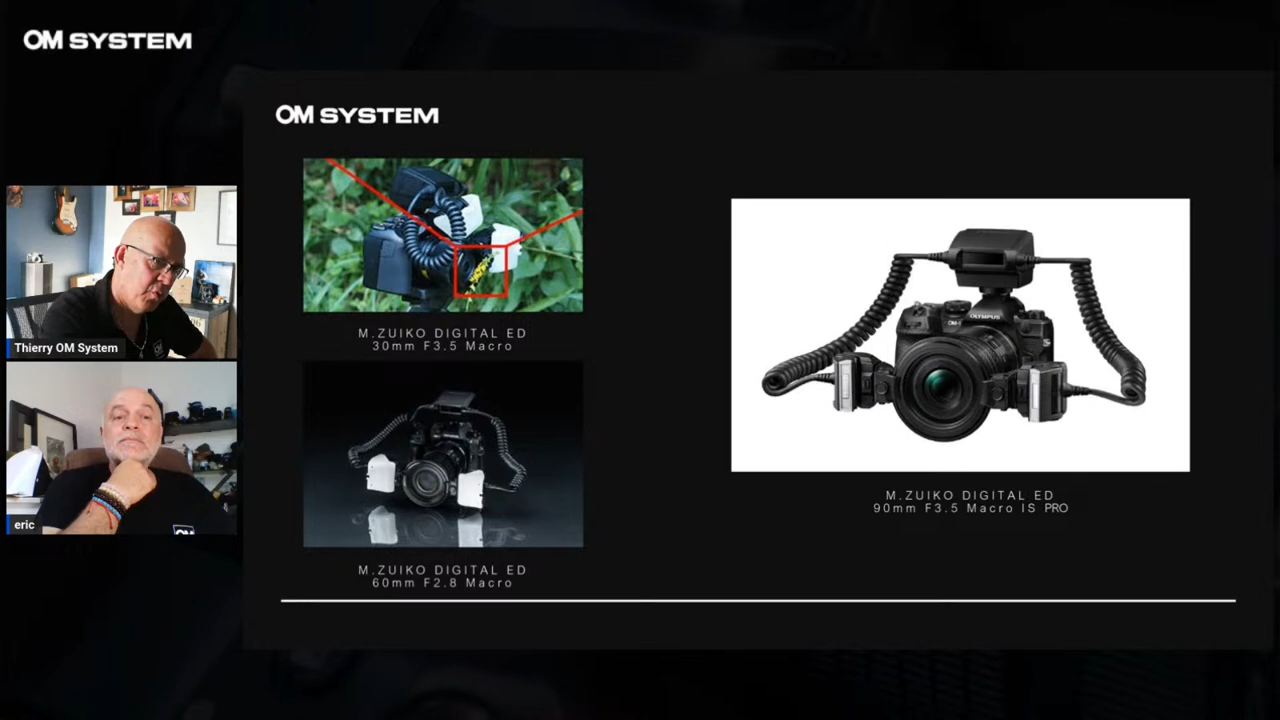 OM SYSTEM
OM SYSTEM
M.ZUIKO DIGITAL ED
30mm F3.5 Macro
OLYMPUS
M.ZUIKO DIGITAL ED
90mm F3.5 Macro IS PRO
M.ZUIKO DIGITAL ED
60mm F2.8 Macro
Thierry OM System
eric
OM